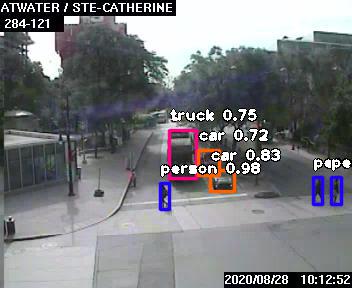 ATWATER / STE-CATHERINE
284-121
truck 0.75
car 0.72
car 0.83
person 0.98
pepe
2020/08/28 10:12:52